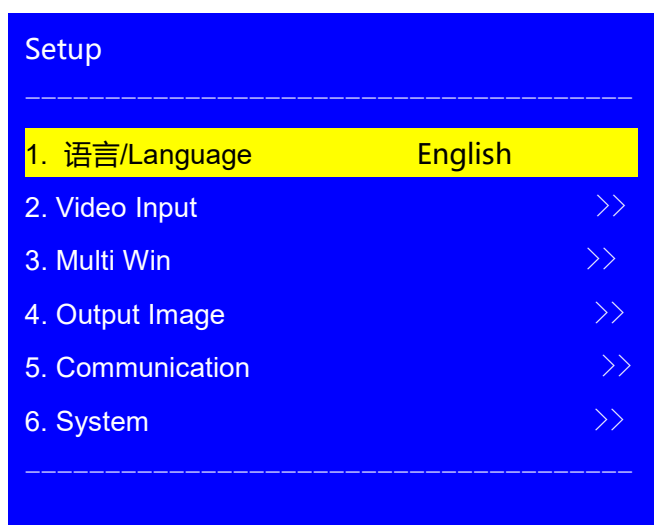 Setup
--------------------------------------
1. 语言/Language English
2. Video Input >>
3. Multi Win >>
4. Output Image >>
5. Communication >>
6. System >>
--------------------------------------